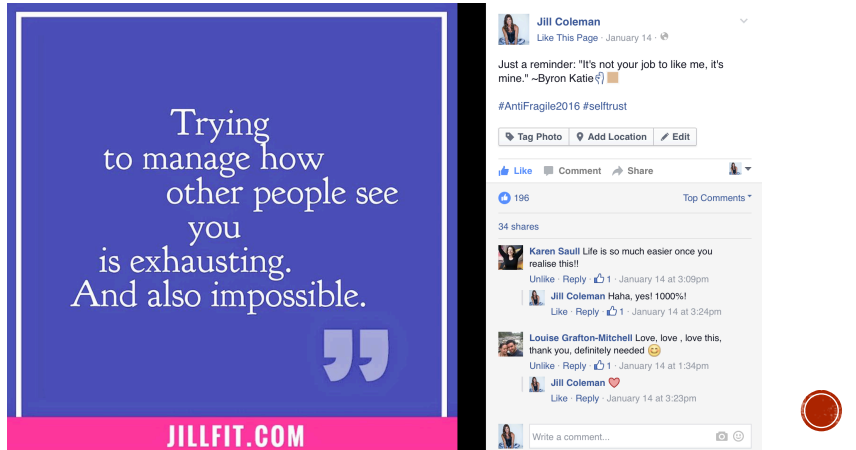 Trying
to manage how
other people see
you
is exhausting.
And also impossible.
JILLFIT.COM
Jill Coleman
Like This Page · January 14 ·
Just a reminder: "It's not your job to like me, it's
mine." ~Byron Katie
#AntiFragile2016 #selftrust
Tag Photo Add Location Edit
Like Comment Share
196 Top Comments
34 shares
Karen Saull Life is so much easier once you
realise this!!
Unlike · Reply · 1 · January 14 at 3:09pm
Jill Coleman Haha, yes! 1000%!
Like · Reply · 1 · January 14 at 3:24pm
Louise Grafton-Mitchell Love, love , love this,
thank you, definitely needed 😊
Unlike · Reply · 1 · January 14 at 1:34pm
Jill Coleman ❤
Like · Reply · January 14 at 3:23pm
Write a comment...